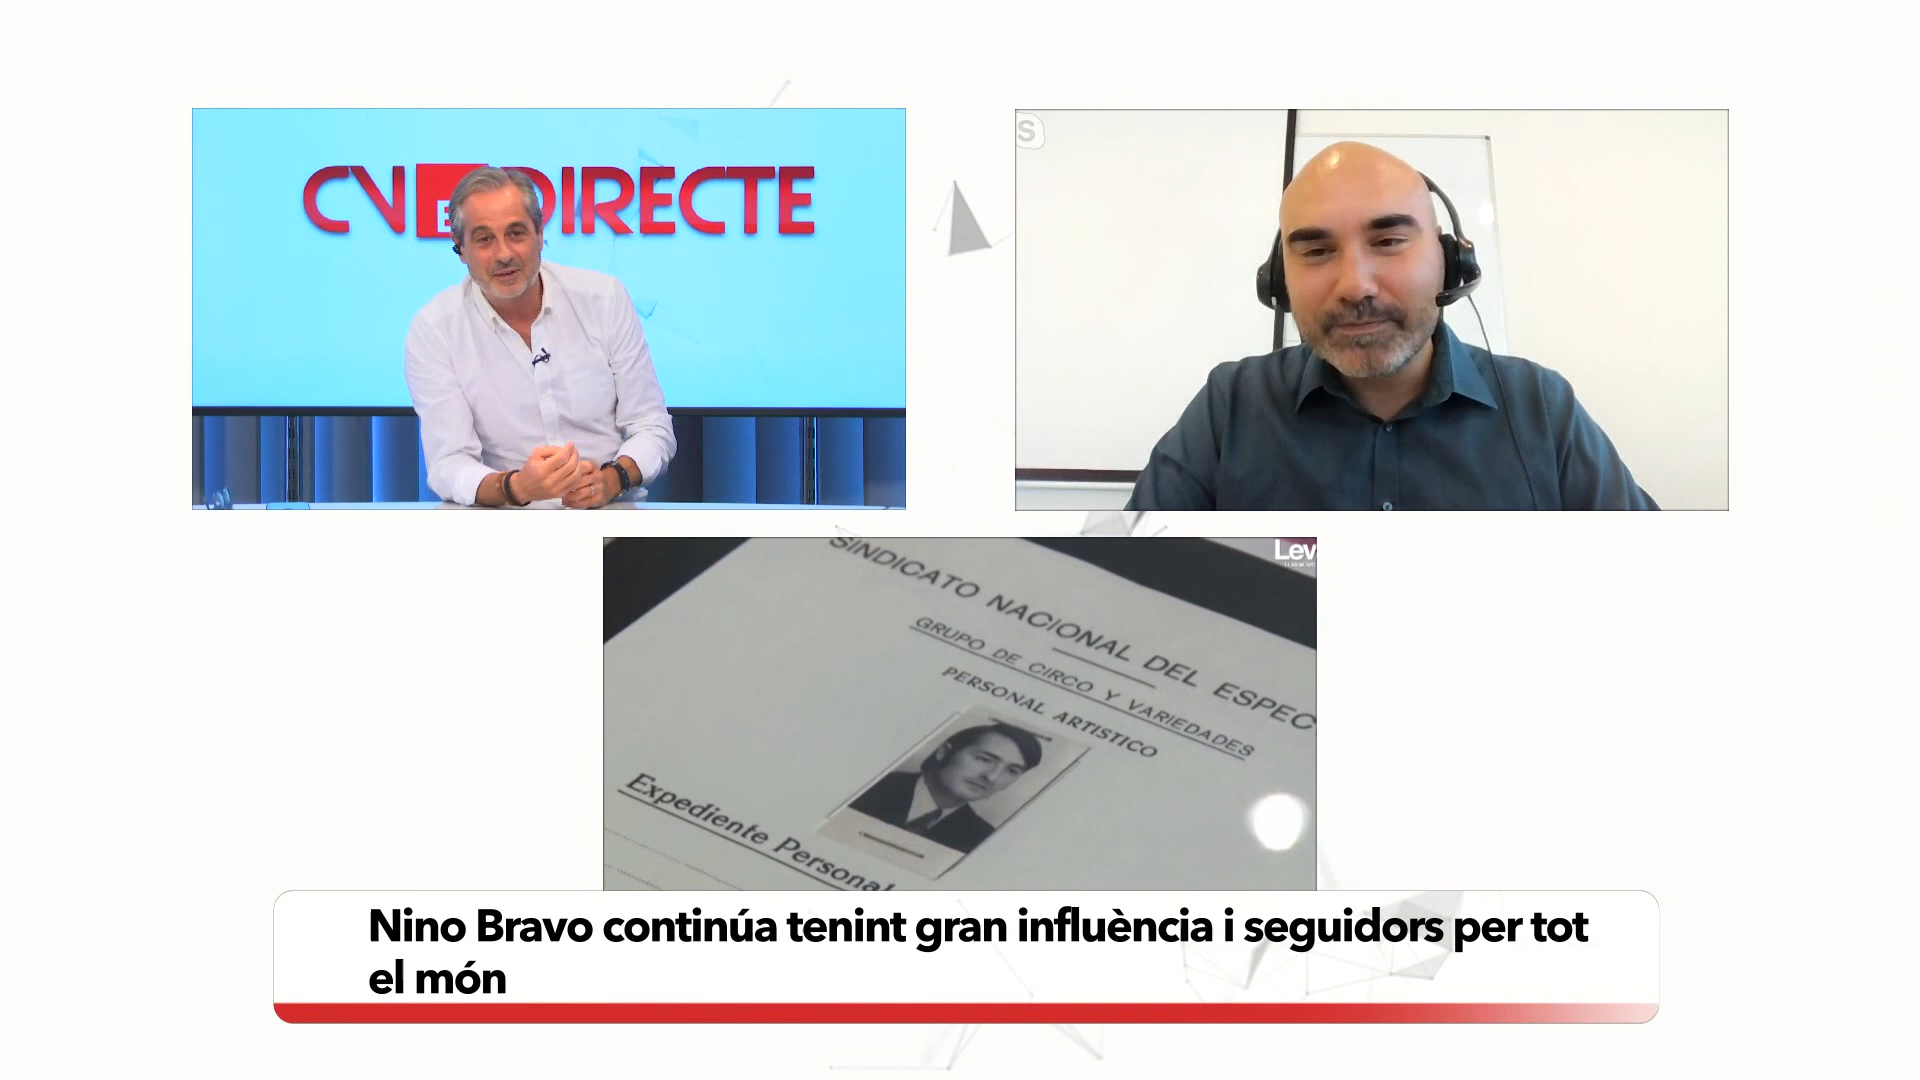 CV E DIRECTE
S
Lev
SINDICATO NACIONAL DEL ESPEC
GRUPO DE CIRCO Y VARIEDADES
PERSONAL ARTISTICO
Expediente Personal
Nino Bravo continúa tenint gran influència i seguidors per tot
el món